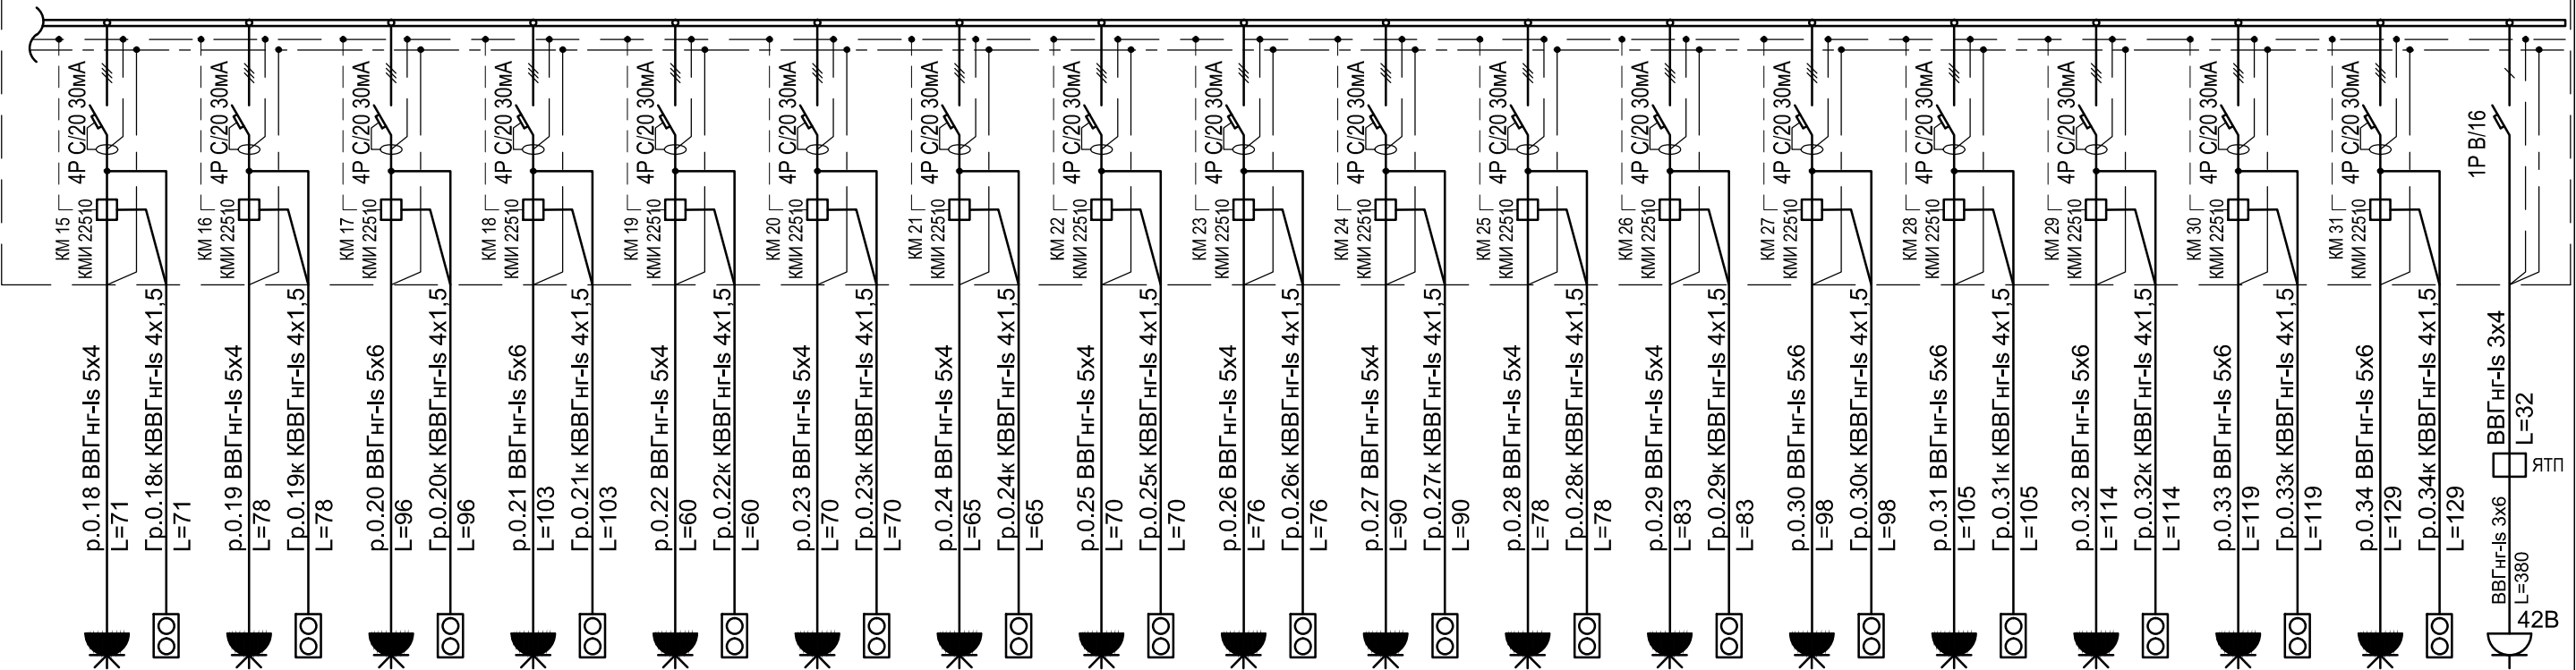 4Р С/20 30мА
КМ 15
КМИ 22510
р.0.18 ВВГнг-ls 5х4
L=71
Гр.0.18к КВВГнг-ls 4х1,5
L=71
4Р С/20 30мА
КМ 16
КМИ 22510
р.0.19 ВВГнг-ls 5х4
L=78
Гр.0.19к КВВГнг-ls 4х1,5
L=78
4Р С/20 30мА
КМ 17
КМИ 22510
р.0.20 ВВГнг-ls 5х6
L=96
Гр.0.20к КВВГнг-ls 4х1,5
L=96
4Р С/20 30мА
КМ 18
КМИ 22510
р.0.21 ВВГнг-ls 5х6
L=103
Гр.0.21к КВВГнг-ls 4х1,5
L=103
4Р С/20 30мА
КМ 19
КМИ 22510
р.0.22 ВВГнг-ls 5х4
L=60
Гр.0.22к КВВГнг-ls 4х1,5
L=60
4Р С/20 30мА
КМ 20
КМИ 22510
р.0.23 ВВГнг-ls 5х4
L=70
Гр.0.23к КВВГнг-ls 4х1,5
L=70
4Р С/20 30мА
КМ 21
КМИ 22510
р.0.24 ВВГнг-ls 5х4
L=65
Гр.0.24к КВВГнг-ls 4х1,5
L=65
4Р С/20 30мА
КМ 22
КМИ 22510
р.0.25 ВВГнг-ls 5х4
L=70
Гр.0.25к КВВГнг-ls 4х1,5
L=70
4Р С/20 30мА
КМ 23
КМИ 22510
р.0.26 ВВГнг-ls 5х4
L=76
Гр.0.26к КВВГнг-ls 4х1,5
L=76
4Р С/20 30мА
КМ 24
КМИ 22510
р.0.27 ВВГнг-ls 5х4
L=90
Гр.0.27к КВВГнг-ls 4х1,5
L=90
4Р С/20 30мА
КМ 25
КМИ 22510
р.0.28 ВВГнг-ls 5х4
L=78
Гр.0.28к КВВГнг-ls 4х1,5
L=78
4Р С/20 30мА
КМ 26
КМИ 22510
р.0.29 ВВГнг-ls 5х4
L=83
Гр.0.29к КВВГнг-ls 4х1,5
L=83
4Р С/20 30мА
КМ 27
КМИ 22510
р.0.30 ВВГнг-ls 5х6
L=98
Гр.0.30к КВВГнг-ls 4х1,5
L=98
4Р С/20 30мА
КМ 28
КМИ 22510
р.0.31 ВВГнг-ls 5х6
L=105
Гр.0.31к КВВГнг-ls 4х1,5
L=105
4Р С/20 30мА
КМ 29
КМИ 22510
р.0.32 ВВГнг-ls 5х6
L=114
Гр.0.32к КВВГнг-ls 4х1,5
L=114
4Р С/20 30мА
КМ 30
КМИ 22510
р.0.33 ВВГнг-ls 5х6
L=119
Гр.0.33к КВВГнг-ls 4х1,5
L=119
4Р С/20 30мА
КМ 31
КМИ 22510
р.0.34 ВВГнг-ls 5х6
L=129
Гр.0.34к КВВГнг-ls 4х1,5
L=129
1Р В/16
ВВГнг-ls 3х4
L=32
ЯТП
ВВГнг-ls 3х6
L=380
42В